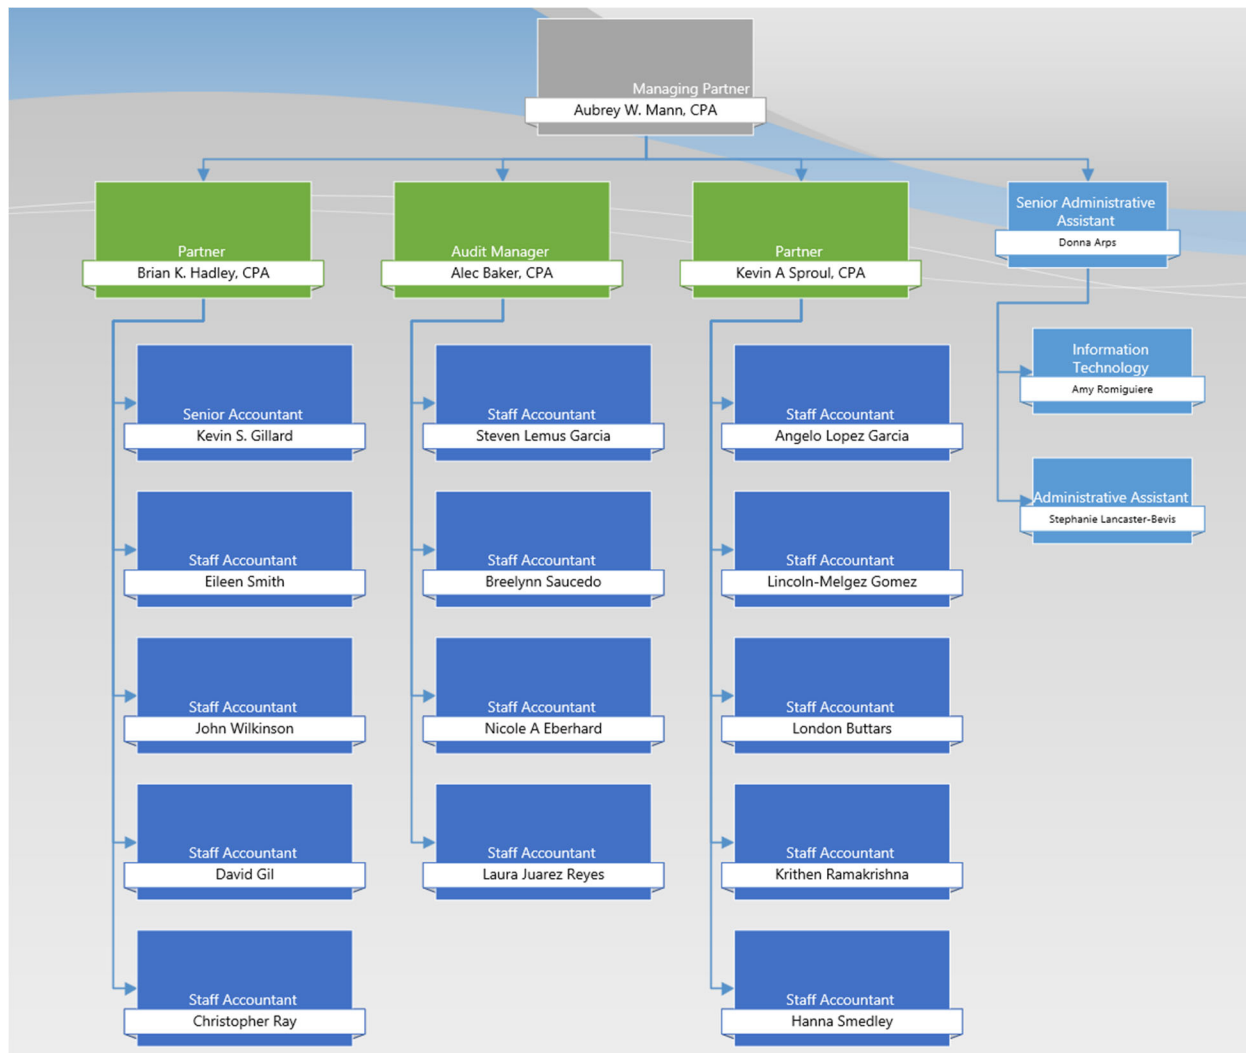 Managing Partner
Aubrey W. Mann, CPA
Partner
Brian K. Hadley, CPA
Audit Manager
Alec Baker, CPA
Partner
Kevin A Sproul, CPA
Senior Administrative
Assistant
Donna Arps
Senior Accountant
Kevin S. Gillard
Staff Accountant
Eileen Smith
Staff Accountant
John Wilkinson
Staff Accountant
David Gil
Staff Accountant
Christopher Ray
Staff Accountant
Steven Lemus Garcia
Staff Accountant
Breelynn Saucedo
Staff Accountant
Nicole A Eberhard
Staff Accountant
Laura Juarez Reyes
Staff Accountant
Angelo Lopez Garcia
Staff Accountant
Lincoln-Melgez Gomez
Staff Accountant
London Buttars
Staff Accountant
Krithen Ramakrishna
Staff Accountant
Hanna Smedley
Information
Technology
Amy Romiguiere
Administrative Assistant
Stephanie Lancaster-Bevis